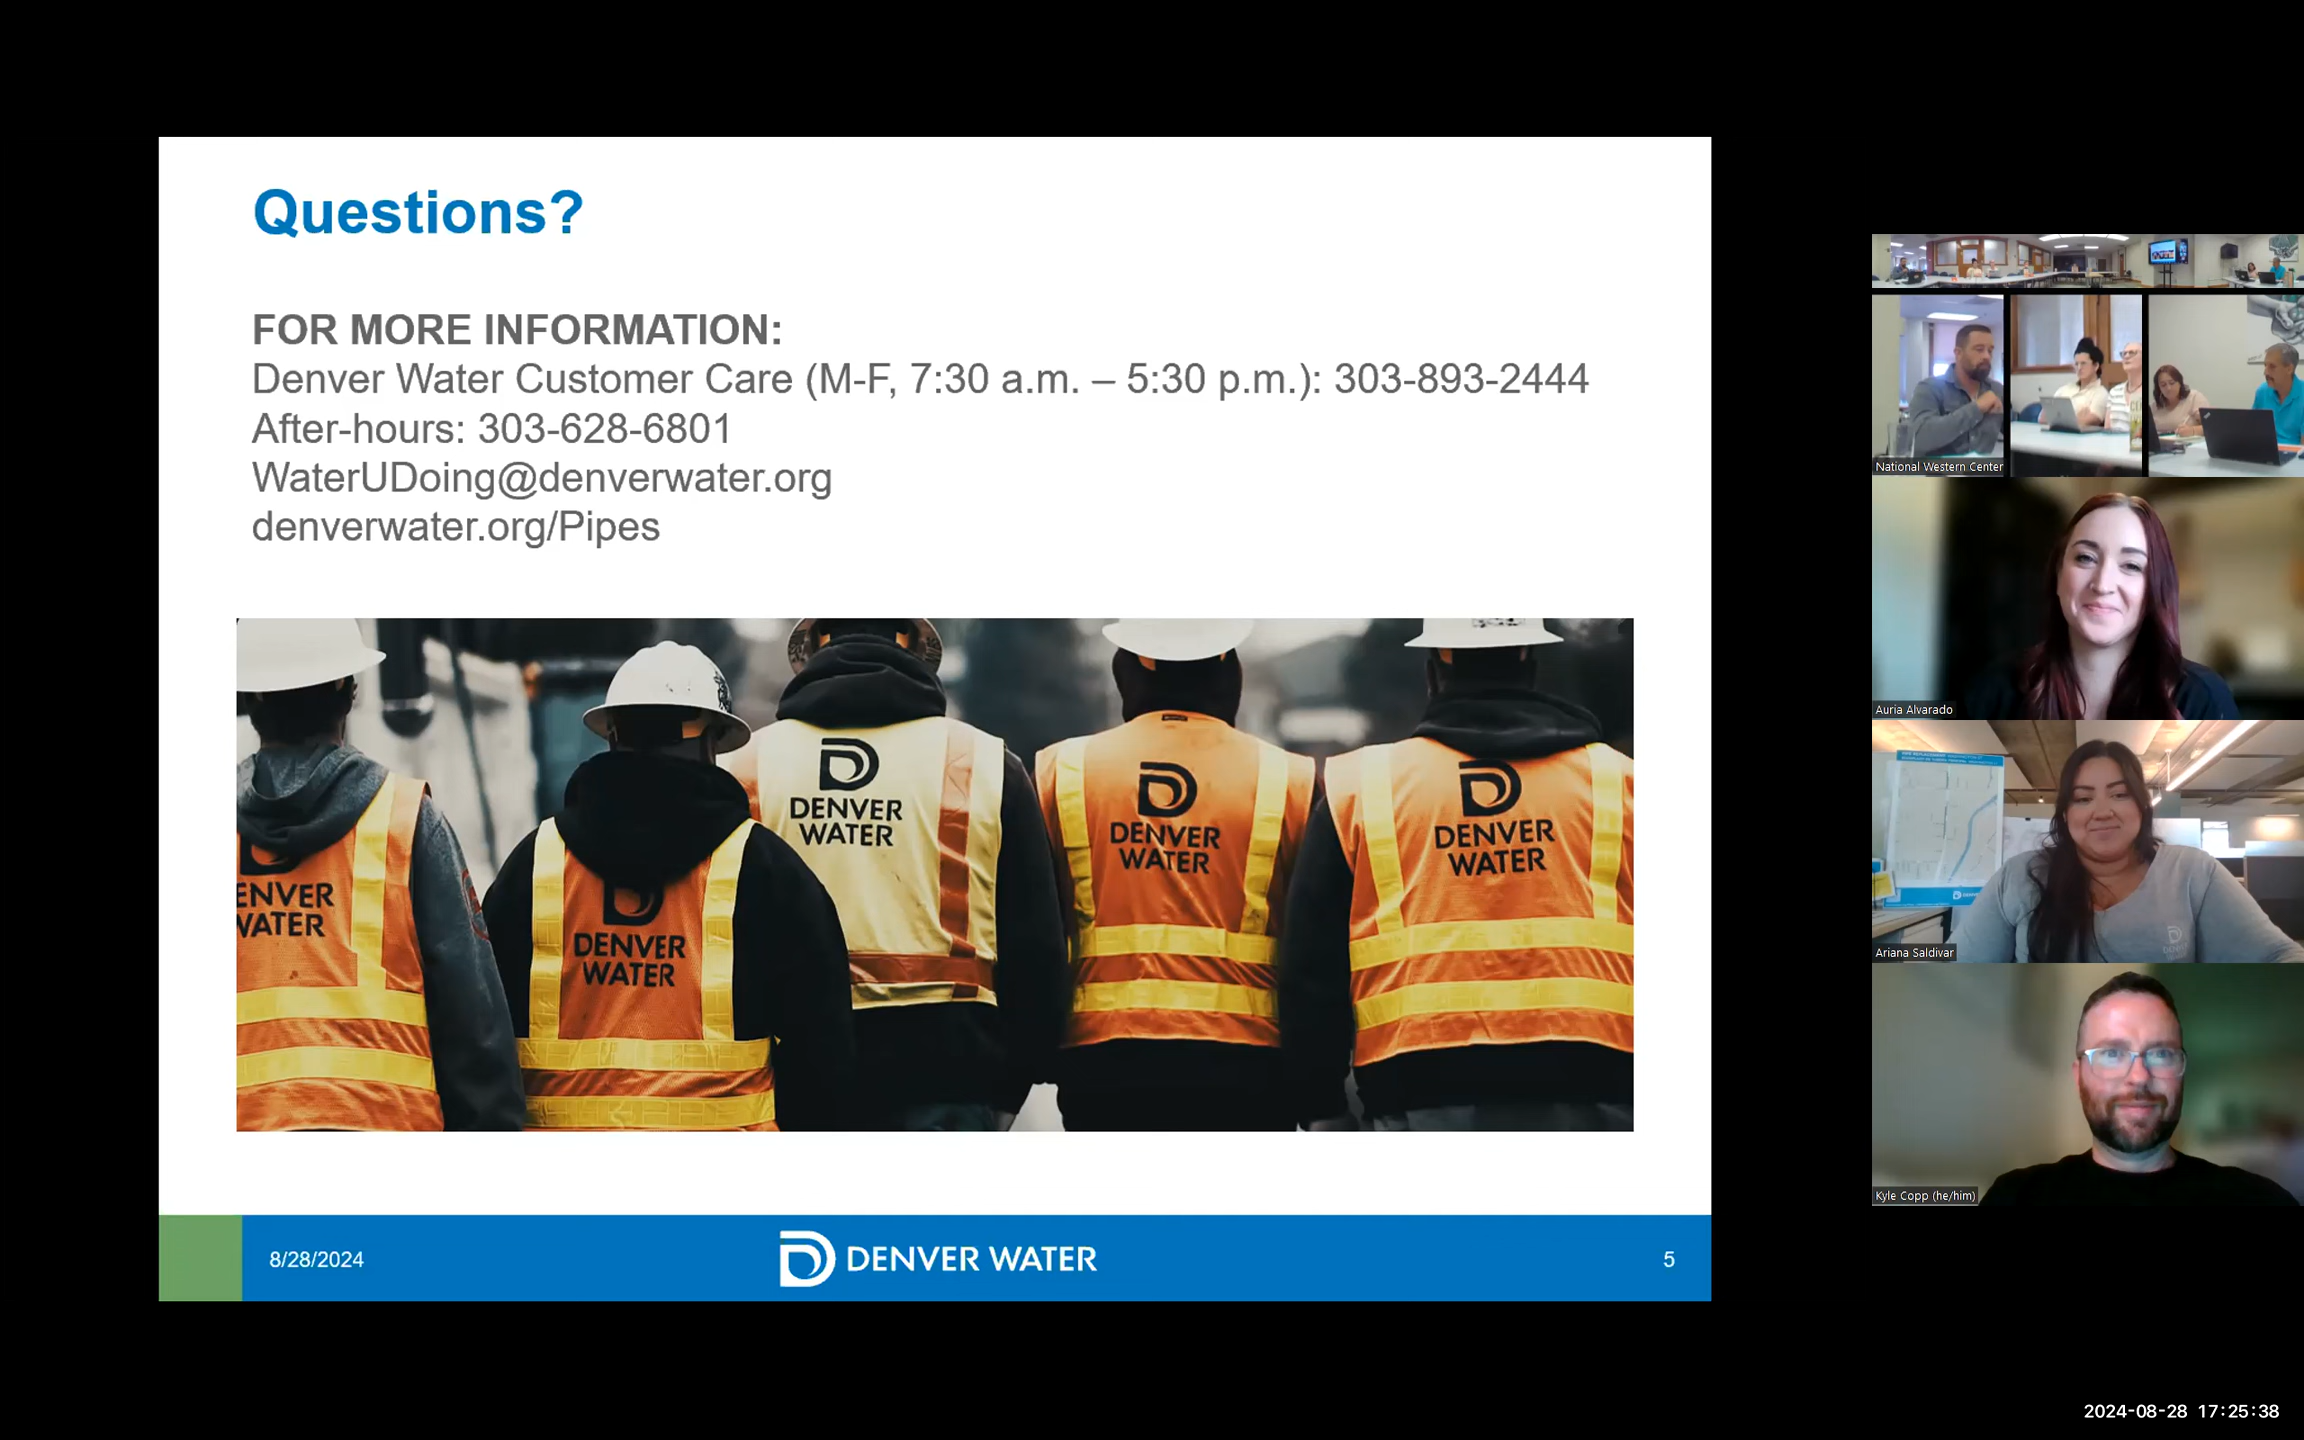 Questions?
FOR MORE INFORMATION:
Denver Water Customer Care (M-F, 7:30 a.m. – 5:30 p.m.): 303-893-2444
After-hours: 303-628-6801
WaterUDoing@denverwater.org
denverwater.org/Pipes
ENVER
WATER
DENVER
WATER
DENVER
WATER
DENVER
WATER
DENVER
WATER
8/28/2024
DENVER WATER
5
National Western Center
Auria Alvarado
Ariana Saldivar
Kyle Copp (he/him)
2024-08-28 17:25:38